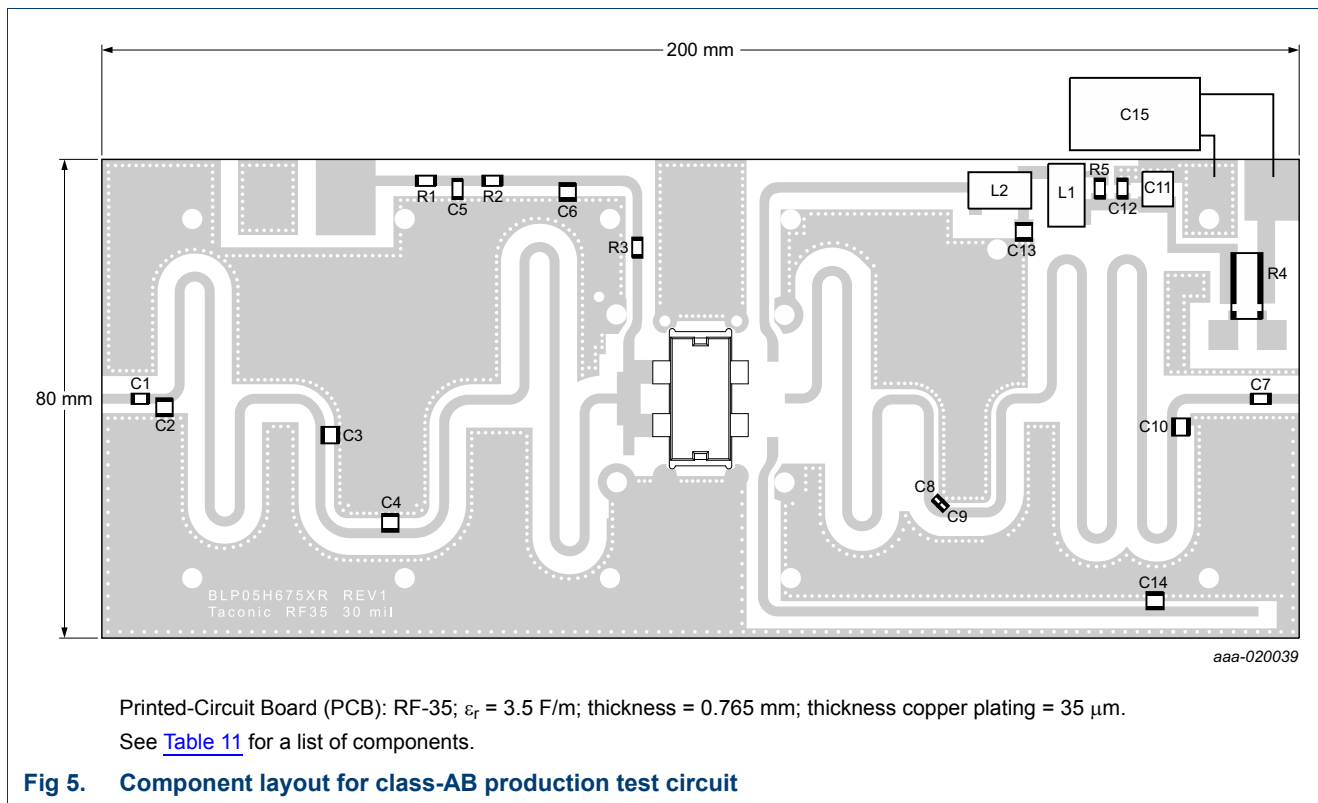 200 mm
C15
R1
C5
R2
C6
L2
L1
R5
C12
C11
R3
C13
R4
80 mm
C1
C2
C3
C4
C7
C10
C8
C9
C14
BLP05H675XR REV1
Taconic RF35 30 mil
aaa-020039
Printed-Circuit Board (PCB): RF-35; εr = 3.5 F/m; thickness = 0.765 mm; thickness copper plating = 35 μm.
See Table 11 for a list of components.
Fig 5. Component layout for class-AB production test circuit